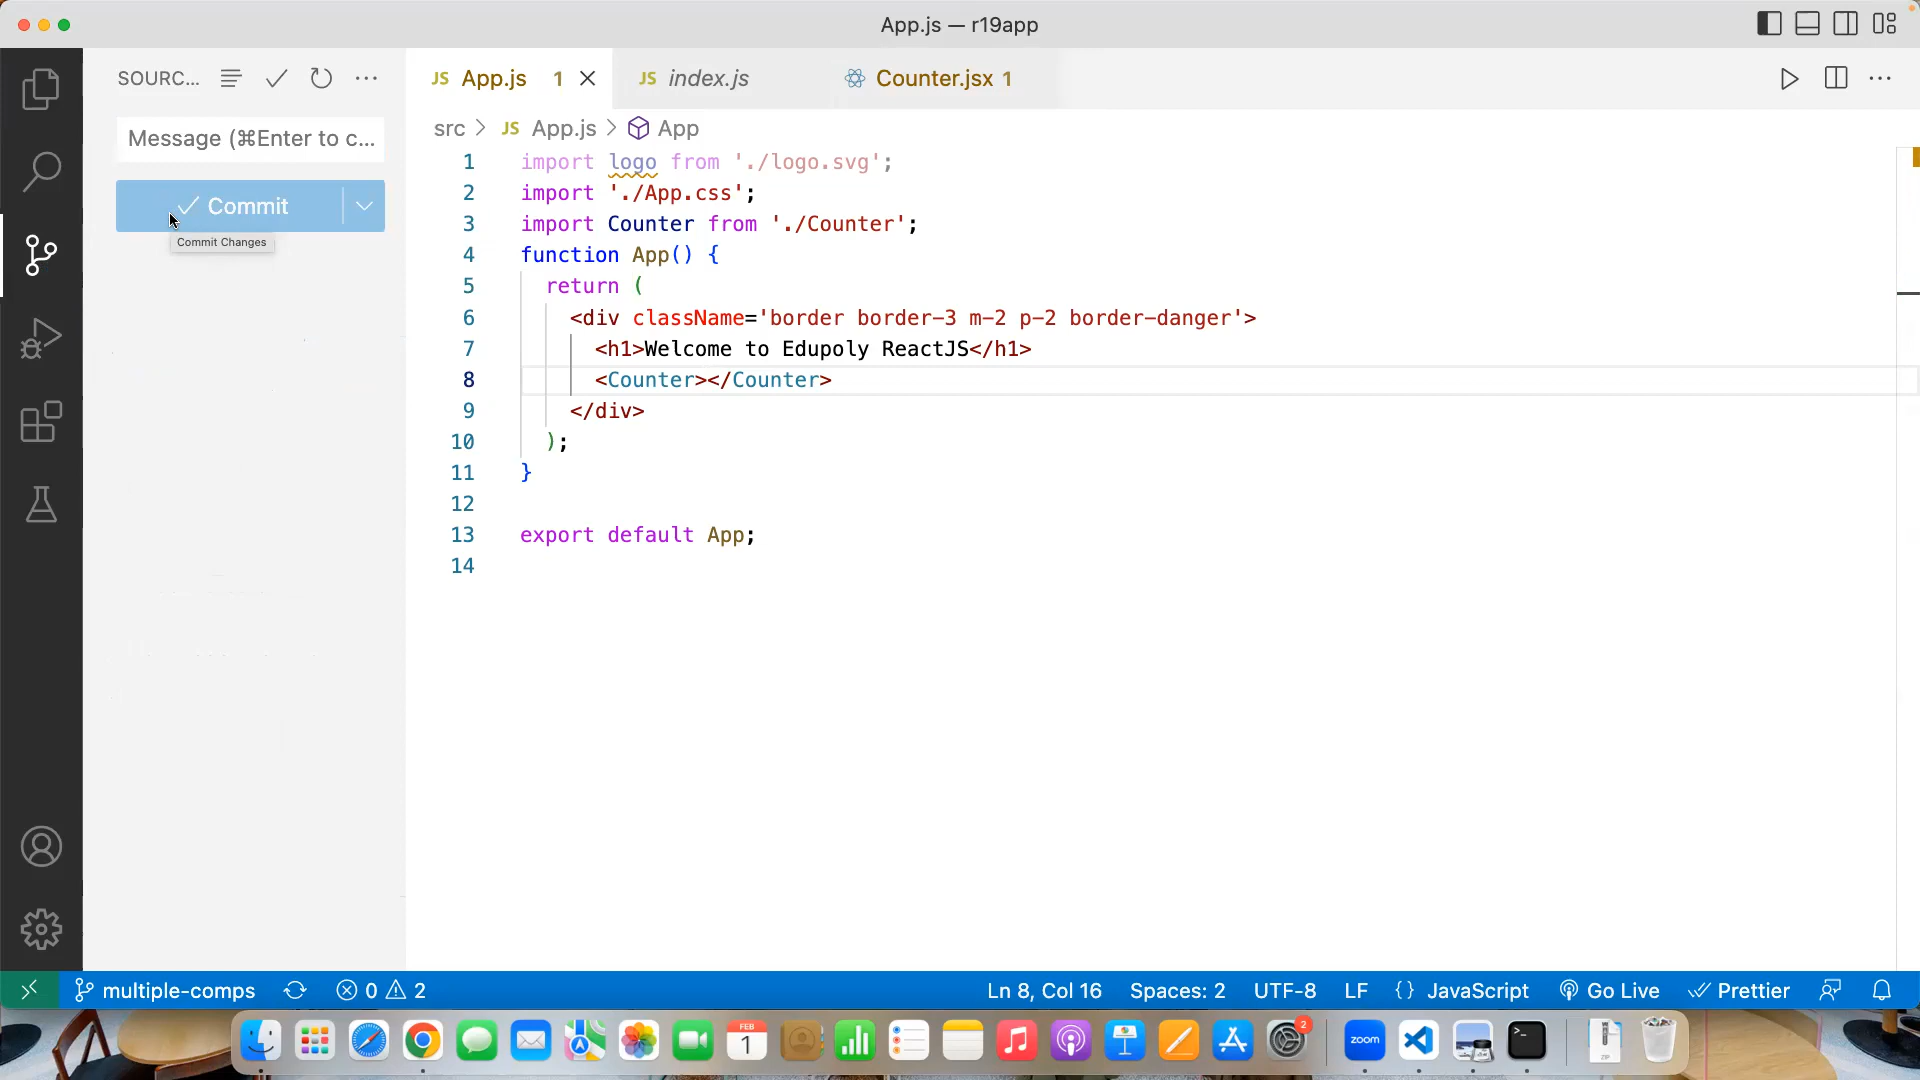 App.js — r19app
SOURC...
JS App.js 1
JS index.js
Counter.jsx 1
Message (⌘Enter to c...
src > JS App.js > App
Commit
Commit Changes
1 import logo from './logo.svg';
2 import './App.css';
3 import Counter from './Counter';
4 function App() {
5 return (
6 <div className='border border-3 m-2 p-2 border-danger'>
7 <h1>Welcome to Edupoly ReactJS</h1>
8 <Counter></Counter>
9 </div>
10 );
11 }
12
13 export default App;
14
multiple-comps 0 2 Ln 8, Col 16 Spaces: 2 UTF-8 LF {} JavaScript Go Live Prettier
FEB
1
2
zoom
>_
ZIP